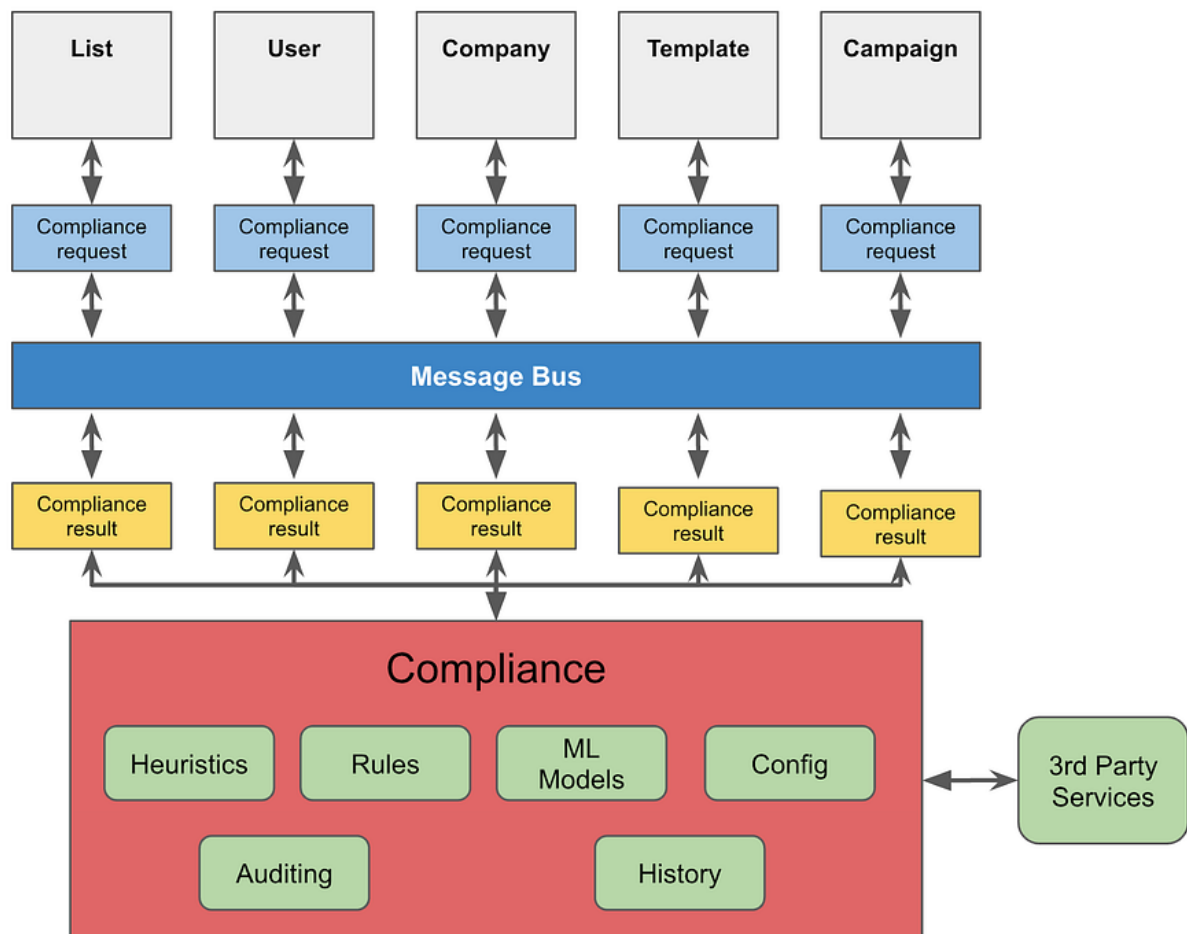 List
User
Company
Template
Campaign
Compliance
request
Compliance
request
Compliance
request
Compliance
request
Compliance
request
Message Bus
Compliance
result
Compliance
result
Compliance
result
Compliance
result
Compliance
result
Compliance
Heuristics
Rules
ML
Models
Config
3rd Party
Services
Auditing
History